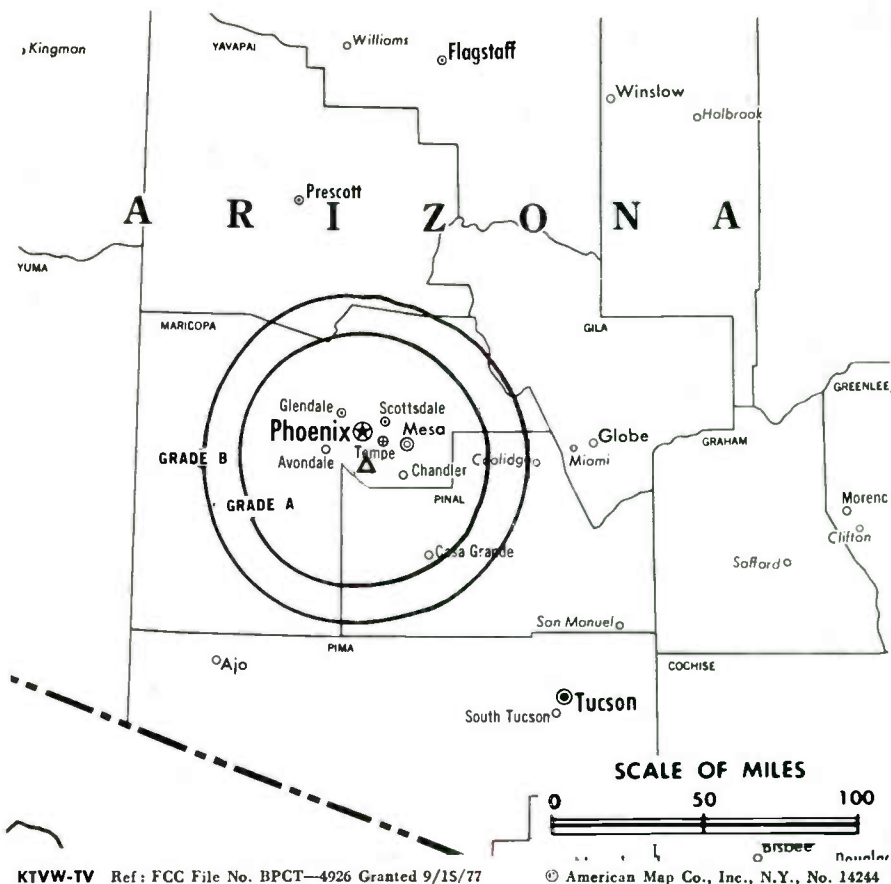 Kingman
YAVAPAI
Williams
Flagstaff
Winslow
Holbrook
Prescott
A R I Z O N A
YUMA
MARICOPA
GILA
GREENLEE
Glendale
Scottsdale
Phoenix
Mesa
Tempe
Globe
GRAHAM
GRADE B
Avondale
Chandler
Coolidge
Miami
PINAL
GRADE A
Morenc
Clifton
Casa Grande
Safford
San Manuel
PIMA
Ajo
COCHISE
Tucson
South Tucson
SCALE OF MILES
0 50 100
Bisbee
Douglas
KTVW-TV Ref: FCC File No. BPCT—4926 Granted 9/15/77 © American Map Co., Inc., N.Y., No. 14244